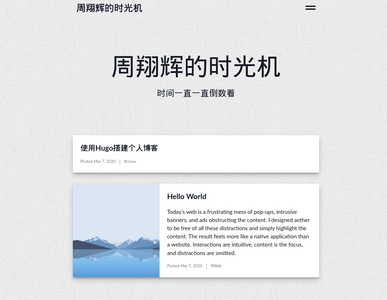 周翔辉的时光机
周翔辉的时光机
时间一直一直倒数着
使用Hugo搭建个人博客
Posted Mar 7, 2020 | #Linux
Hello World
Today's web is a frustrating mess of pop-ups, intrusive
banners, and ads obstructing the content. I designed aether
to be free of all these distractions and simply highlight the
content. The result feels more like a native application than
a website. Interactions are intuitive, content is the focus,
and distractions are omitted.
Posted Mar 7, 2020 | #Web